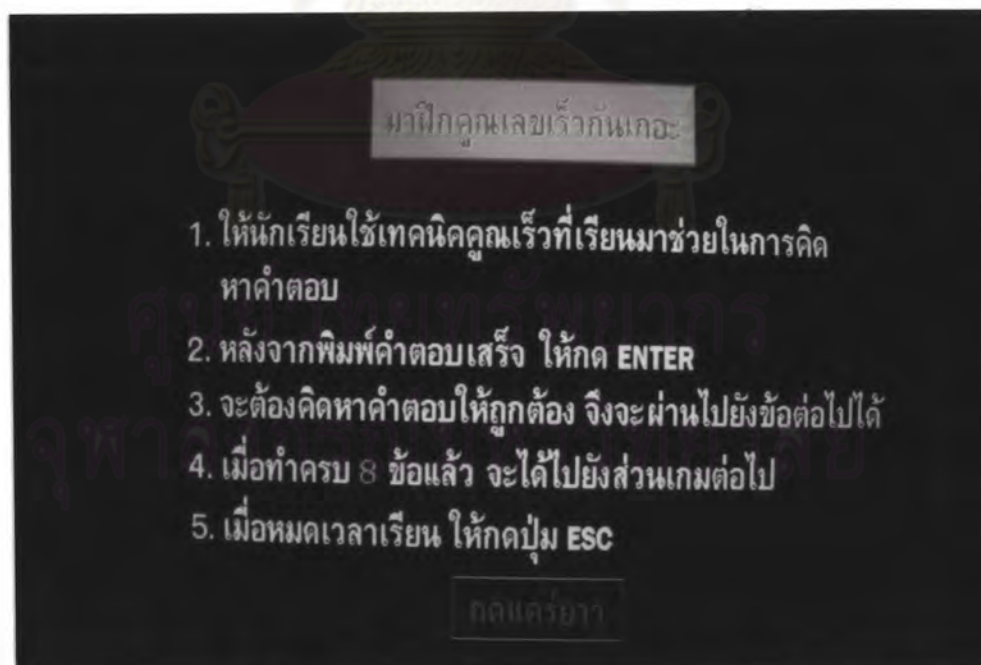 มาฝึกคูณเลขเร็วกันเถอะ
1. ให้นักเรียนใช้เทคนิคคูณเร็วที่เรียนมาช่วยในการคิด
หาคำตอบ
2. หลังจากพิมพ์คำตอบเสร็จ ให้กด ENTER
3. จะต้องคิดหาคำตอบให้ถูกต้อง จึงจะผ่านไปยังข้อต่อไปได้
4. เมื่อทำครบ 8 ข้อแล้ว จะได้ไปยังส่วนเกมต่อไป
5. เมื่อหมดเวลาเรียน ให้กดปุ่ม ESC
กดแคร่ยาว